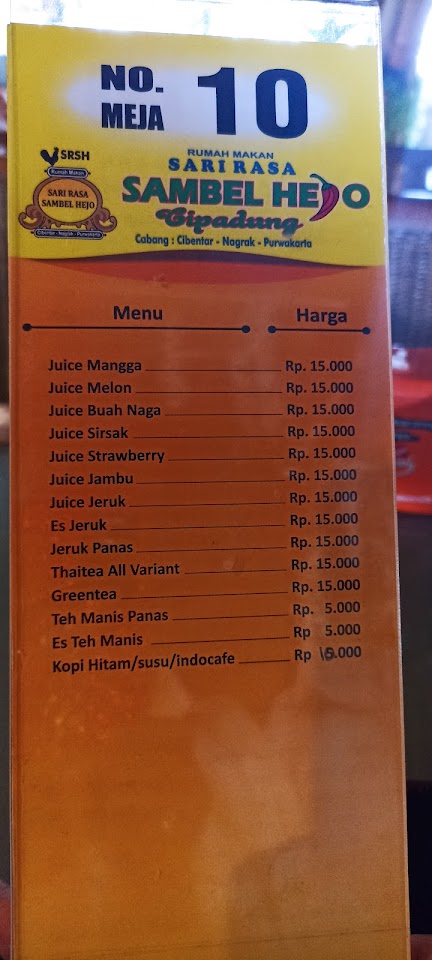 NO. MEJA 10
SRSH
Rumah Makan
SARI RASA
SAMBEL HEJO
Cibentar - Nagrak - Purwakarta
RUMAH MAKAN
SARI RASA
SAMBEL HEJO
Cipadung
Cabang : Cibentar - Nagrak - Purwakarta
Menu Harga
Juice Mangga Rp. 15.000
Juice Melon Rp. 15.000
Juice Buah Naga Rp. 15.000
Juice Sirsak Rp. 15.000
Juice Strawberry Rp. 15.000
Juice Jambu Rp. 15.000
Juice Jeruk Rp. 15.000
Es Jeruk Rp. 15.000
Jeruk Panas Rp. 15.000
Thaitea All Variant Rp. 15.000
Greentea Rp. 15.000
Teh Manis Panas Rp. 5.000
Es Teh Manis Rp 5.000
Kopi Hitam/susu/indocafe Rp 10.000